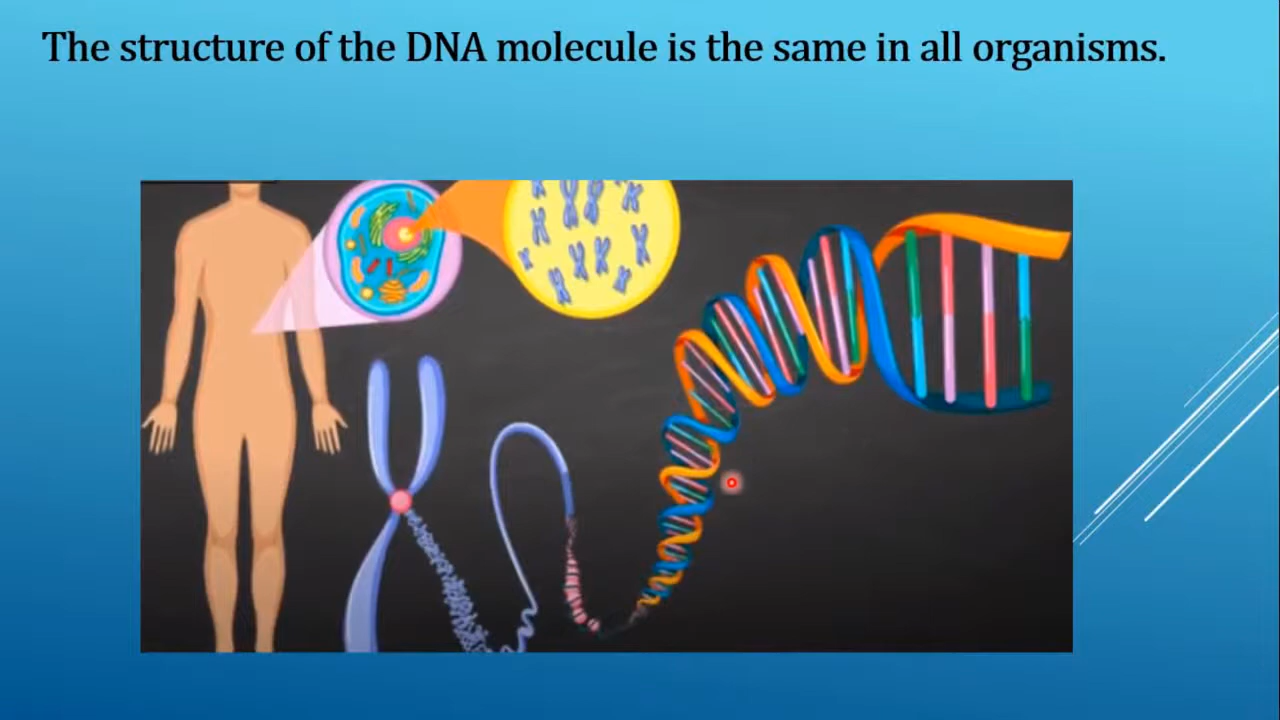 The structure of the DNA molecule is the same in all organisms.